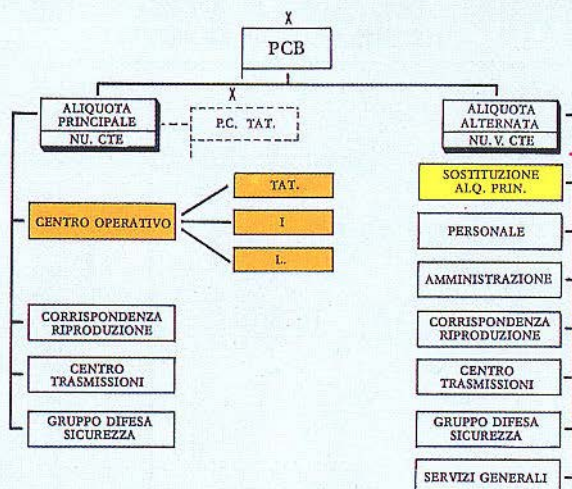 X
PCB
ALIQUOTA
PRINCIPALE
NU. CTE
X
P.C. TAT.
ALIQUOTA
ALTERNATA
NU. V. CTE
CENTRO OPERATIVO
TAT.
I
L.
CORRISPONDENZA
RIPRODUZIONE
CENTRO
TRASMISSIONI
GRUPPO DIFESA
SICUREZZA
SOSTITUZIONE
ALQ. PRIN.
PERSONALE
AMMINISTRAZIONE
CORRISPONDENZA
RIPRODUZIONE
CENTRO
TRASMISSIONI
GRUPPO DIFESA
SICUREZZA
SERVIZI GENERALI